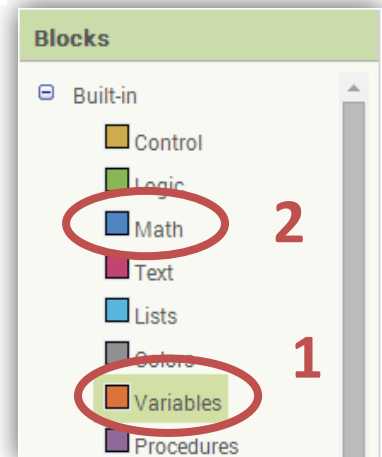 Blocks
Built-in
Control
Logic
Math
2
Text
Lists
Colors
1
Variables
Procedures